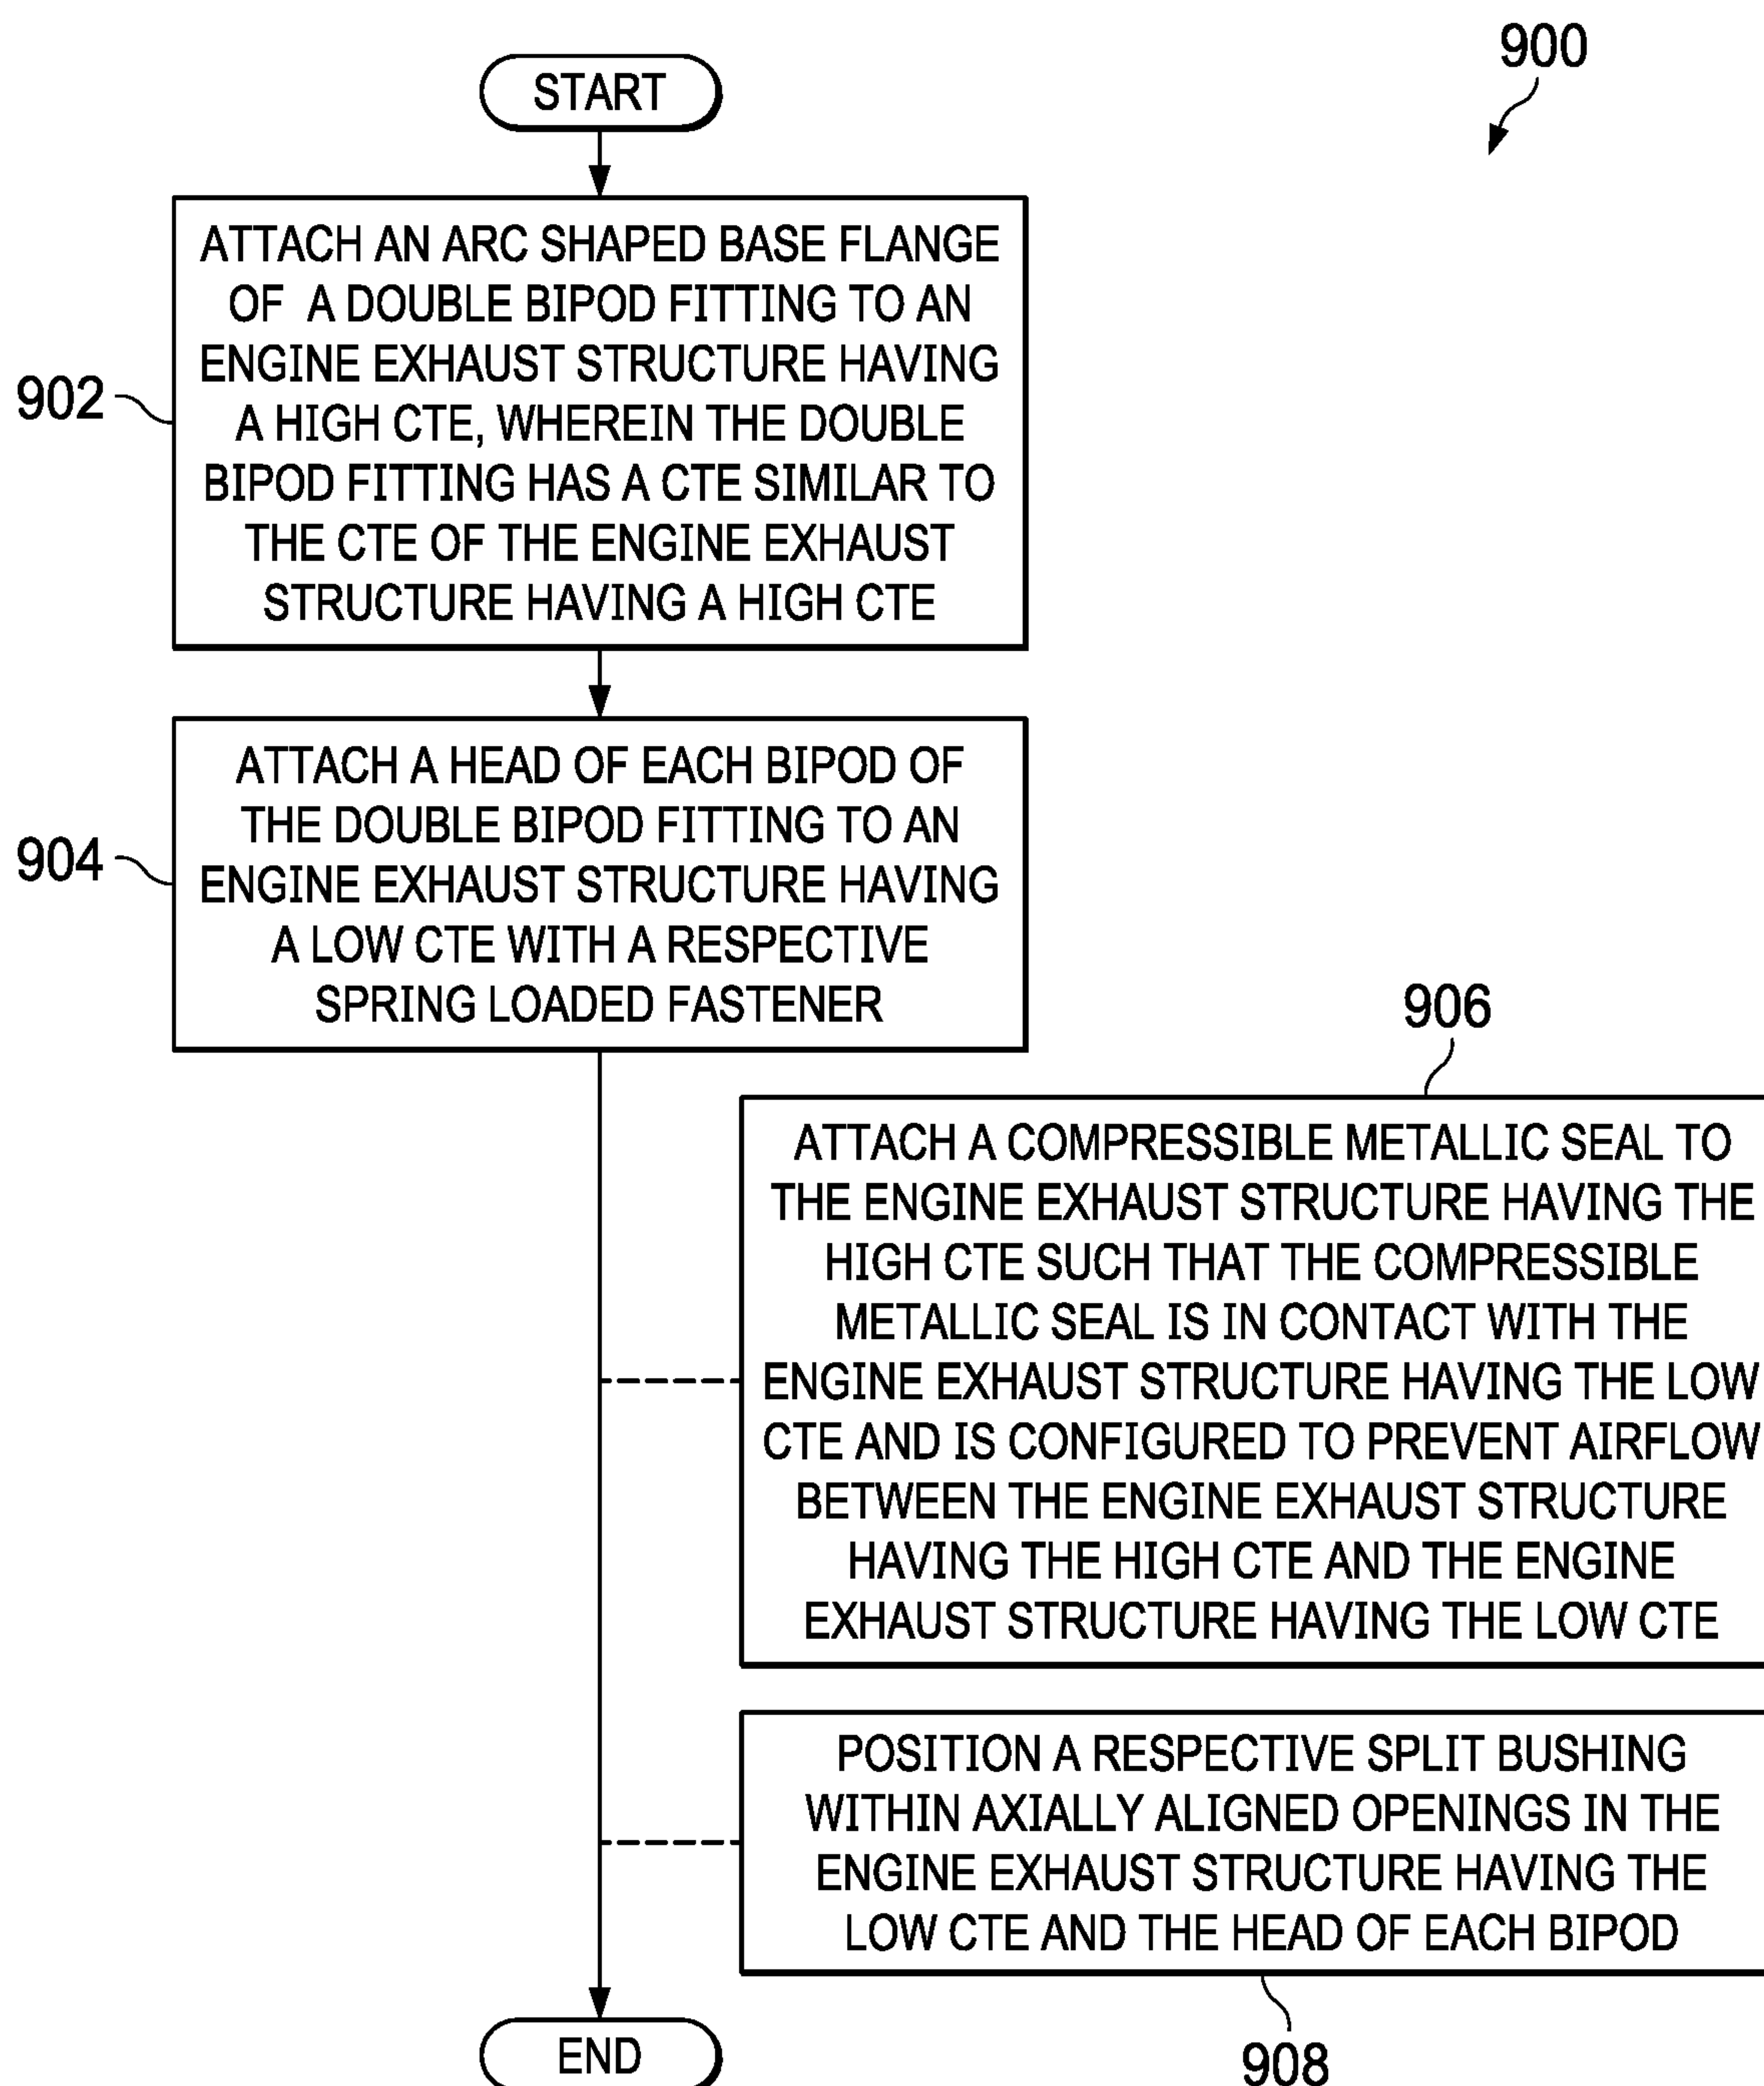 900
START
ATTACH AN ARC SHAPED BASE FLANGE
OF A DOUBLE BIPOD FITTING TO AN
ENGINE EXHAUST STRUCTURE HAVING
A HIGH CTE, WHEREIN THE DOUBLE
BIPOD FITTING HAS A CTE SIMILAR TO
THE CTE OF THE ENGINE EXHAUST
STRUCTURE HAVING A HIGH CTE
902
ATTACH A HEAD OF EACH BIPOD OF
THE DOUBLE BIPOD FITTING TO AN
ENGINE EXHAUST STRUCTURE HAVING
A LOW CTE WITH A RESPECTIVE
SPRING LOADED FASTENER
904
906
ATTACH A COMPRESSIBLE METALLIC SEAL TO
THE ENGINE EXHAUST STRUCTURE HAVING THE
HIGH CTE SUCH THAT THE COMPRESSIBLE
METALLIC SEAL IS IN CONTACT WITH THE
ENGINE EXHAUST STRUCTURE HAVING THE LOW
CTE AND IS CONFIGURED TO PREVENT AIRFLOW
BETWEEN THE ENGINE EXHAUST STRUCTURE
HAVING THE HIGH CTE AND THE ENGINE
EXHAUST STRUCTURE HAVING THE LOW CTE
POSITION A RESPECTIVE SPLIT BUSHING
WITHIN AXIALLY ALIGNED OPENINGS IN THE
ENGINE EXHAUST STRUCTURE HAVING THE
LOW CTE AND THE HEAD OF EACH BIPOD
908
END